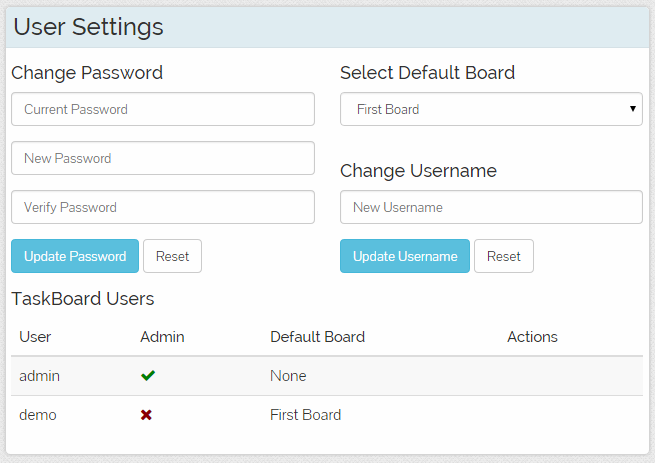 User Settings
Change Password
Current Password
New Password
Verify Password
Update Password Reset
Select Default Board
First Board
Change Username
New Username
Update Username Reset
TaskBoard Users
User Admin Default Board Actions
admin None
demo First Board